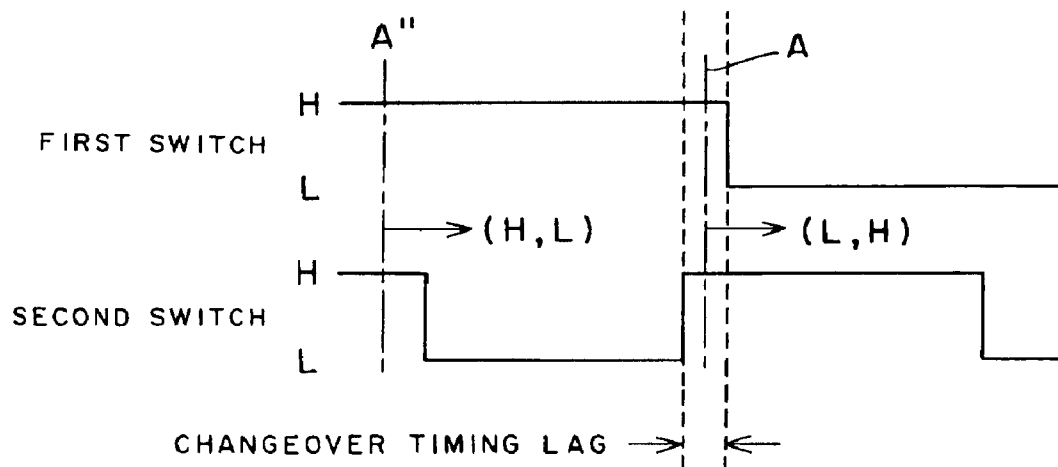 A" A
H
FIRST SWITCH
L
(H,L) (L,H)
H
SECOND SWITCH
L
CHANGEOVER TIMING LAG